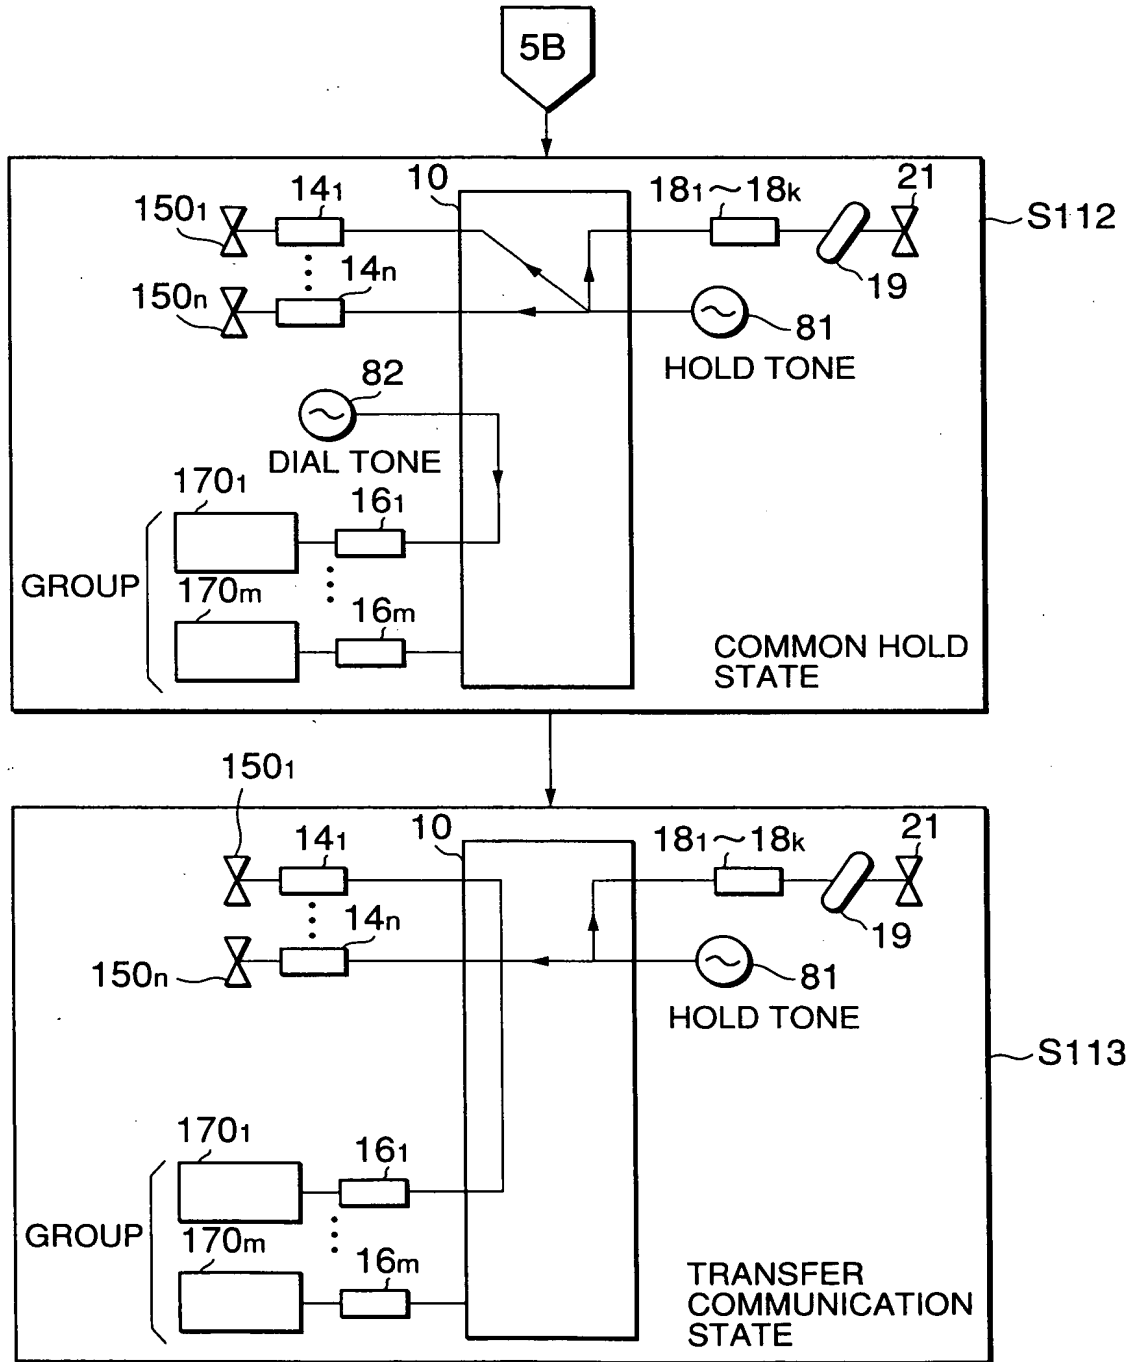 5B
150₁
14₁
10
18₁~18k
21
S112
150n
14n
19
81
HOLD TONE
82
DIAL TONE
170₁
16₁
GROUP
170m
16m
COMMON HOLD
STATE
150₁
14₁
10
18₁~18k
21
14n
19
150n
81
HOLD TONE
S113
170₁
16₁
GROUP
170m
16m
TRANSFER
COMMUNICATION
STATE